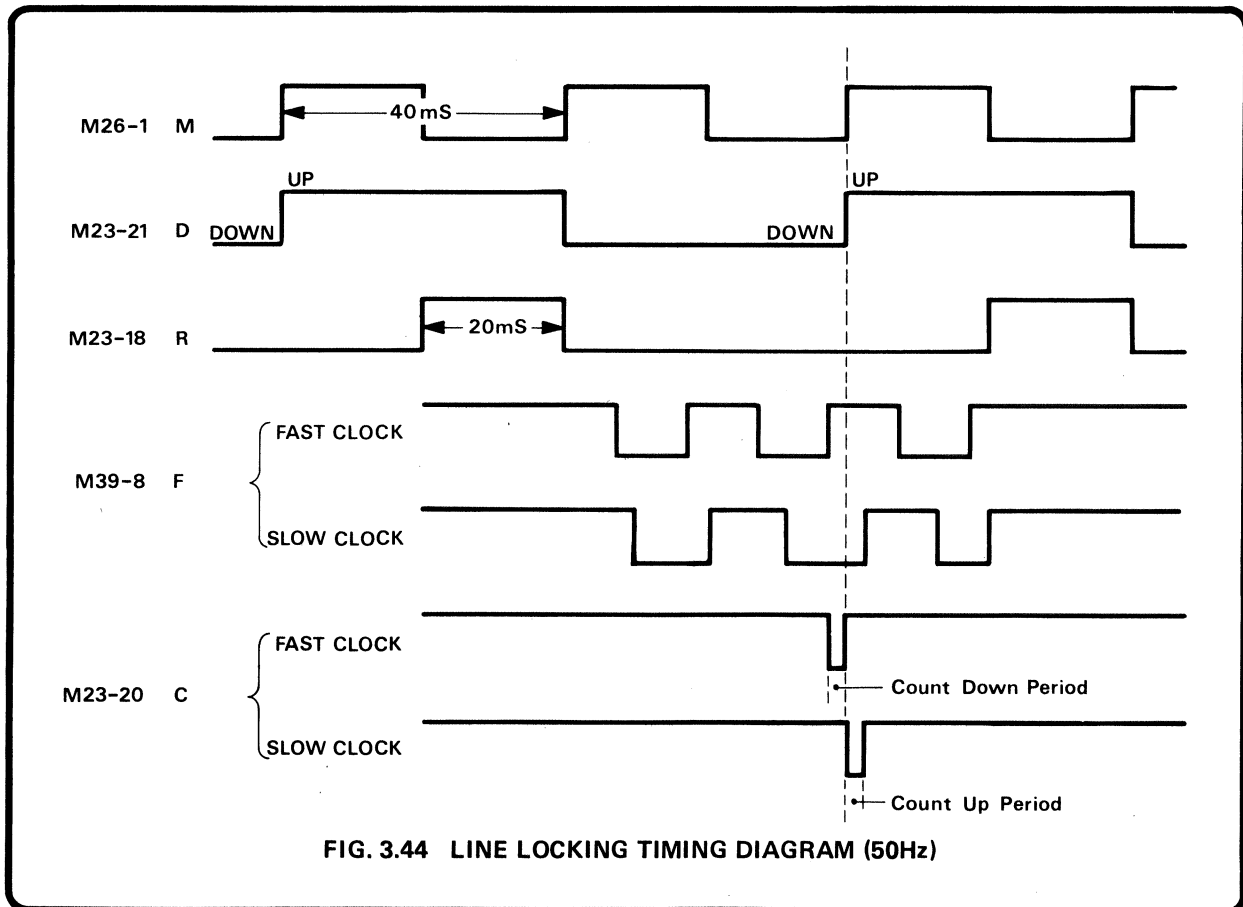 M26-1 M
40mS
UP
UP
M23-21 D DOWN
DOWN
M23-18 R
20mS
FAST CLOCK
M39-8 F
SLOW CLOCK
FAST CLOCK
Count Down Period
M23-20 C
SLOW CLOCK
Count Up Period
FIG. 3.44 LINE LOCKING TIMING DIAGRAM (50Hz)